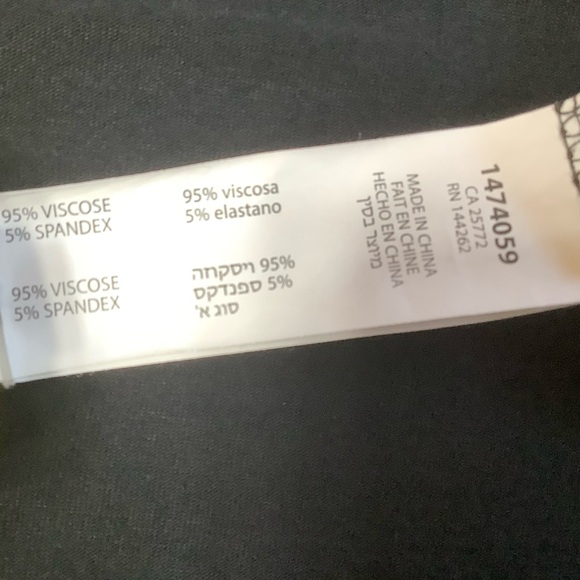 95% VISCOSE
5% SPANDEX
95% viscosa
5% elastano
95% VISCOSE
5% SPANDEX
95% ויסקחה
5% ספנדקס
סוג א'
MADE IN CHINA
FAIT EN CHINE
HECHO EN CHINA
מיוצר בסין
1474059
CA 25772
RN 144262